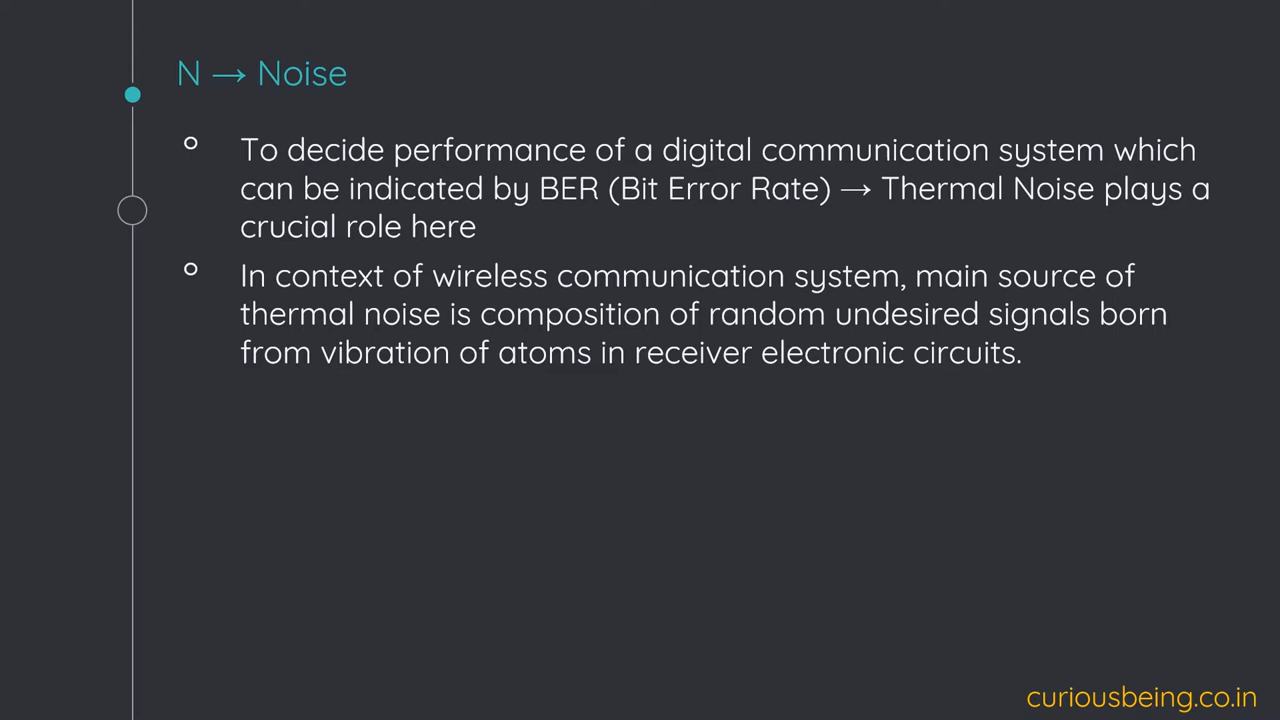 N → Noise
To decide performance of a digital communication system which
can be indicated by BER (Bit Error Rate) → Thermal Noise plays a
crucial role here
In context of wireless communication system, main source of
thermal noise is composition of random undesired signals born
from vibration of atoms in receiver electronic circuits.
curiousbeing.co.in